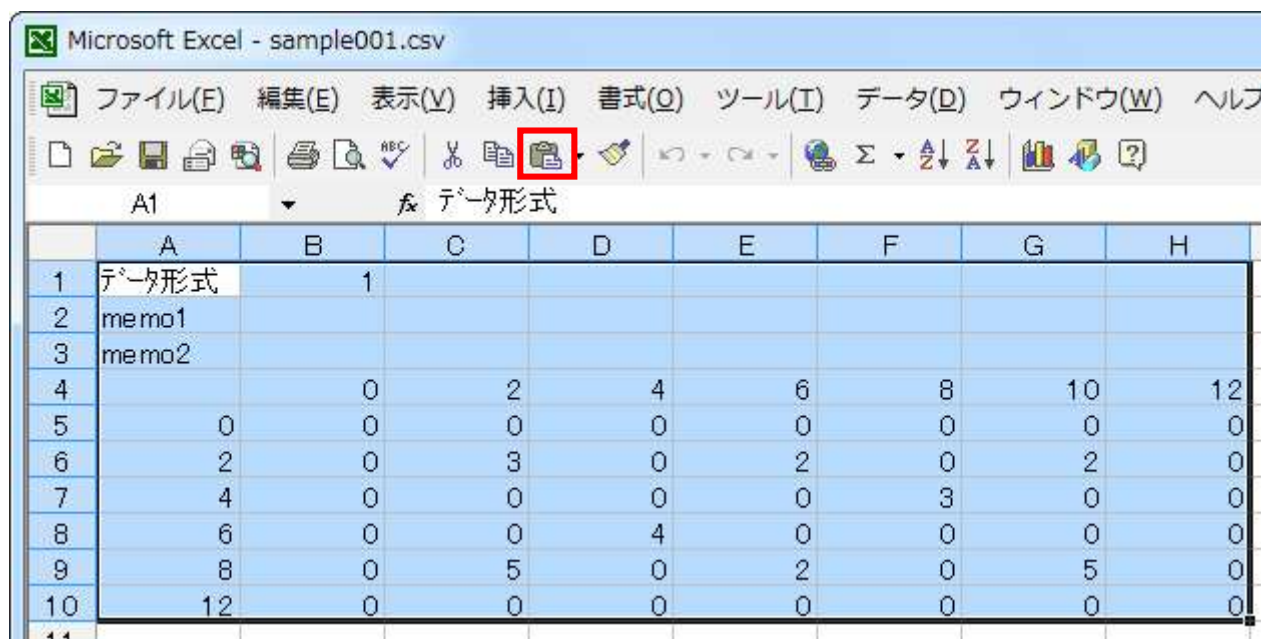 Microsoft Excel - sample001.csv
ファイル(F) 編集(E) 表示(V) 挿入(I) 書式(O) ツール(T) データ(D) ウィンドウ(W) ヘルプ
ABC Σ A Z Z A ?
A1 fx ﾃﾞｰﾀ形式
A B C D E F G H
1 ﾃﾞｰﾀ形式 1
2 memo1
3 memo2
4 0 2 4 6 8 10 12
5 0 0 0 0 0 0 0 0
6 2 0 3 0 2 0 2 0
7 4 0 0 0 0 3 0 0
8 6 0 0 4 0 0 0 0
9 8 0 5 0 2 0 5 0
10 12 0 0 0 0 0 0 0
11